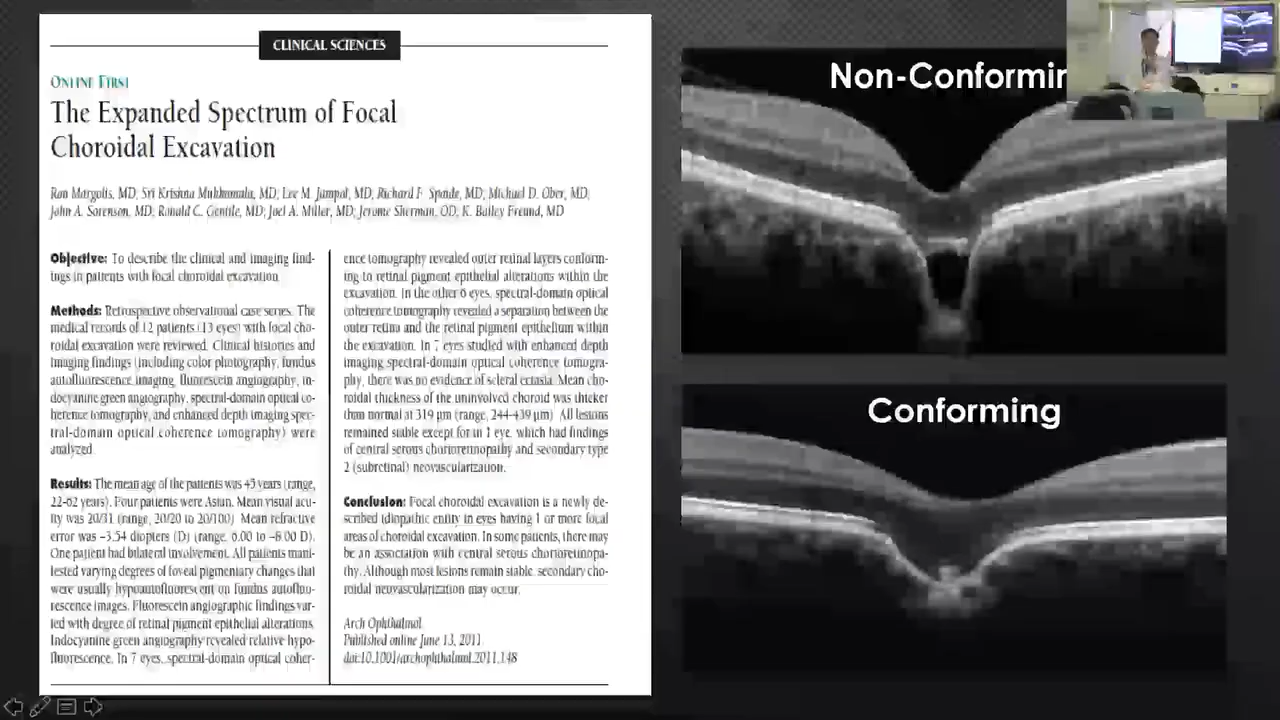 CLINICAL SCIENCES
ONLINE FIRST
The Expanded Spectrum of Focal
Choroidal Excavation
Ron Margolis, MD; Sri Krishna Mukkamala, MD; Lee M. Jampol, MD; Richard F. Spaide, MD; Michael D. Ober, MD;
John A. Sorenson, MD; Ronald C. Gentile, MD; Joel A. Miller, MD; Jerome Sherman, OD; K. Bailey Freund, MD
Objective: To describe the clinical and imaging find-
ings in patients with focal choroidal excavation.
Methods: Retrospective observational case series. The
medical records of 12 patients (13 eyes) with focal cho-
roidal excavation were reviewed. Clinical histories and
imaging findings (including color photography, fundus
autofluorescence imaging, fluorescein angiography, in-
docyanine green angiography, spectral-domain optical co-
herence tomography, and enhanced depth imaging spec-
tral-domain optical coherence tomography) were
analyzed.
Results: The mean age of the patients was 45 years (range,
22-62 years). Four patients were Asian. Mean visual acu-
ity was 20/31 (range, 20/20 to 20/100). Mean refractive
error was −3.54 diopters (D) (range, 6.00 to −8.00 D).
One patient had bilateral involvement. All patients mani-
fested varying degrees of foveal pigmentary changes that
were usually hypoautofluorescent on fundus autofluo-
rescence images. Fluorescein angiographic findings var-
ied with degree of retinal pigment epithelial alterations.
Indocyanine green angiography revealed relative hypo-
fluorescence. In 7 eyes, spectral-domain optical coher-
ence tomography revealed outer retinal layers conform-
ing to retinal pigment epithelial alterations within the
excavation. In the other 6 eyes, spectral-domain optical
coherence tomography revealed a separation between the
outer retina and the retinal pigment epithelium within
the excavation. In 7 eyes studied with enhanced depth
imaging spectral-domain optical coherence tomogra-
phy, there was no evidence of scleral ectasia. Mean cho-
roidal thickness of the uninvolved choroid was thicker
than normal at 319 μm (range, 244-439 μm). All lesions
remained stable except for in 1 eye, which had findings
of central serous chorioretinopathy and secondary type
2 (subretinal) neovascularization.
Conclusion: Focal choroidal excavation is a newly de-
scribed idiopathic entity in eyes having 1 or more focal
areas of choroidal excavation. In some patients, there may
be an association with central serous chorioretinopa-
thy. Although most lesions remain stable, secondary cho-
roidal neovascularization may occur.
Arch Ophthalmol.
Published online June 13, 2011.
doi:10.1001/archophthalmol.2011.148
Non-Conformin
Conforming